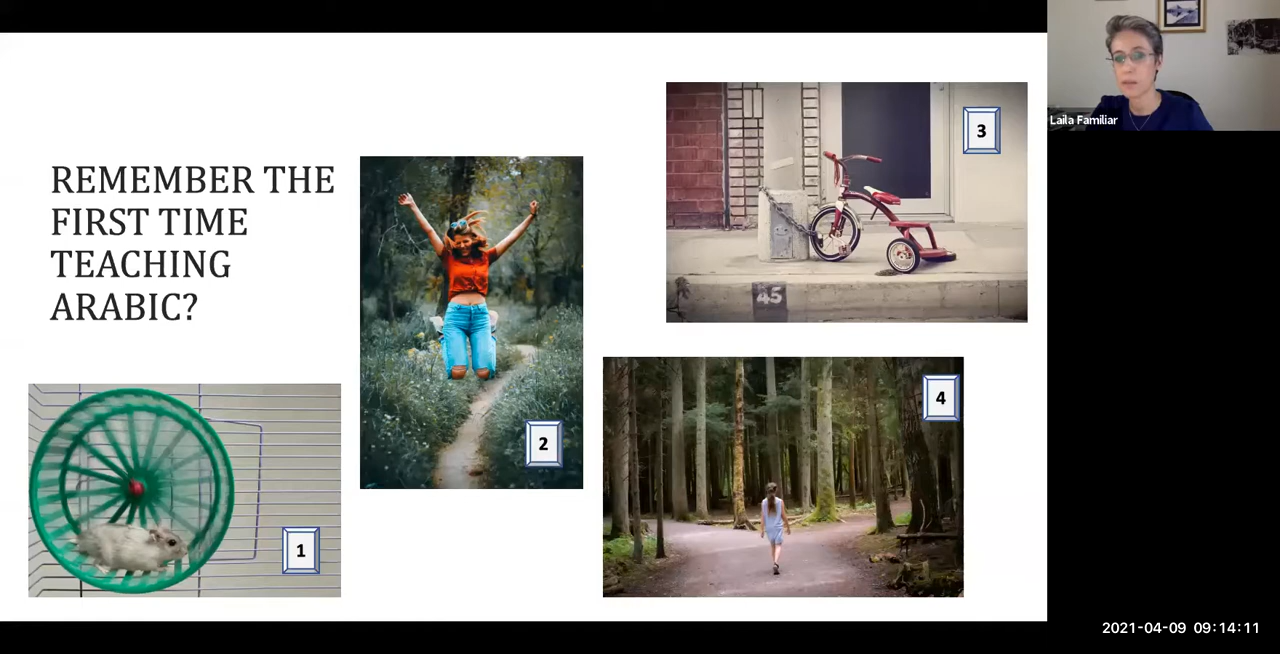 REMEMBER THE
FIRST TIME
TEACHING
ARABIC?
1
2
3
45
4
Laila Familiar
2021-04-09 09:14:11